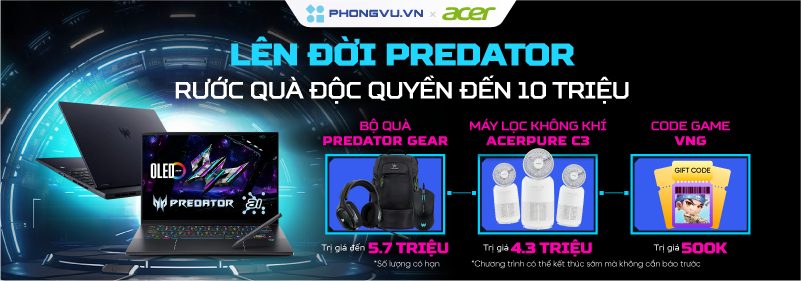 PHONGVU.VN × acer
LÊN ĐỜI PREDATOR
RƯỚC QUÀ ĐỘC QUYỀN ĐẾN 10 TRIỆU
BỘ QUÀ
PREDATOR GEAR
MÁY LỌC KHÔNG KHÍ
ACERPURE C3
CODE GAME
VNG
OLED
PREDATOR
ai
GIFT CODE
Trị giá đến 5.7 TRIỆU
Trị giá 4.3 TRIỆU
Trị giá 500K
*Số lượng có hạn
*Chương trình có thể kết thúc sớm mà không cần báo trước